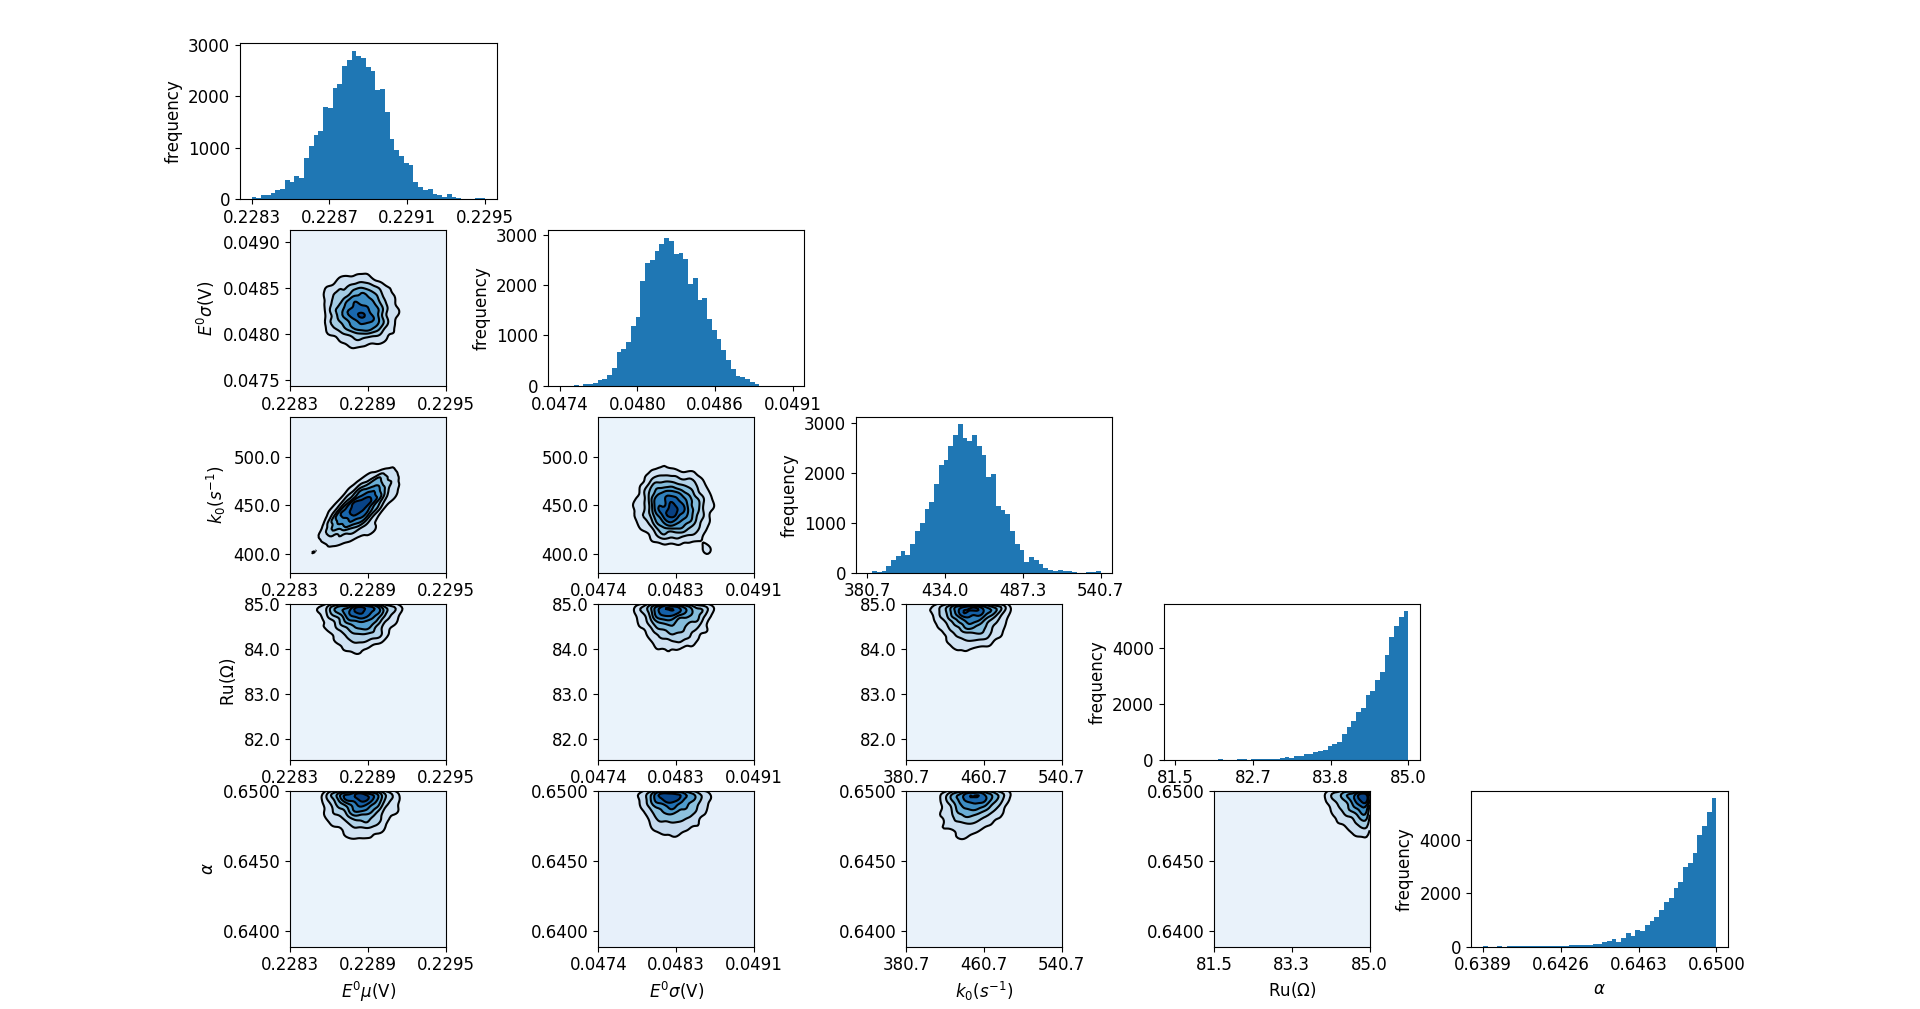 3000
2000
1000
0
frequency
0.2283 0.2287 0.2291 0.2295
0.0490
0.0485
0.0480
0.0475
E⁰σ(V)
0.2283 0.2289 0.2295
3000
2000
1000
0
frequency
0.0474 0.0480 0.0486 0.0491
500.0
450.0
400.0
k₀(s⁻¹)
0.2283 0.2289 0.2295
500.0
450.0
400.0
0.0474 0.0483 0.0491
3000
2000
1000
0
frequency
380.7 434.0 487.3 540.7
85.0
84.0
83.0
82.0
Ru(Ω)
0.2283 0.2289 0.2295
85.0
84.0
83.0
82.0
0.0474 0.0483 0.0491
85.0
84.0
83.0
82.0
380.7 460.7 540.7
4000
2000
0
frequency
81.5 82.7 83.8 85.0
0.6500
0.6450
0.6400
α
0.2283 0.2289 0.2295
E⁰μ(V)
0.6500
0.6450
0.6400
0.0474 0.0483 0.0491
E⁰σ(V)
0.6500
0.6450
0.6400
380.7 460.7 540.7
k₀(s⁻¹)
0.6500
0.6450
0.6400
81.5 83.3 85.0
Ru(Ω)
4000
2000
0
frequency
0.6389 0.6426 0.6463 0.6500
α